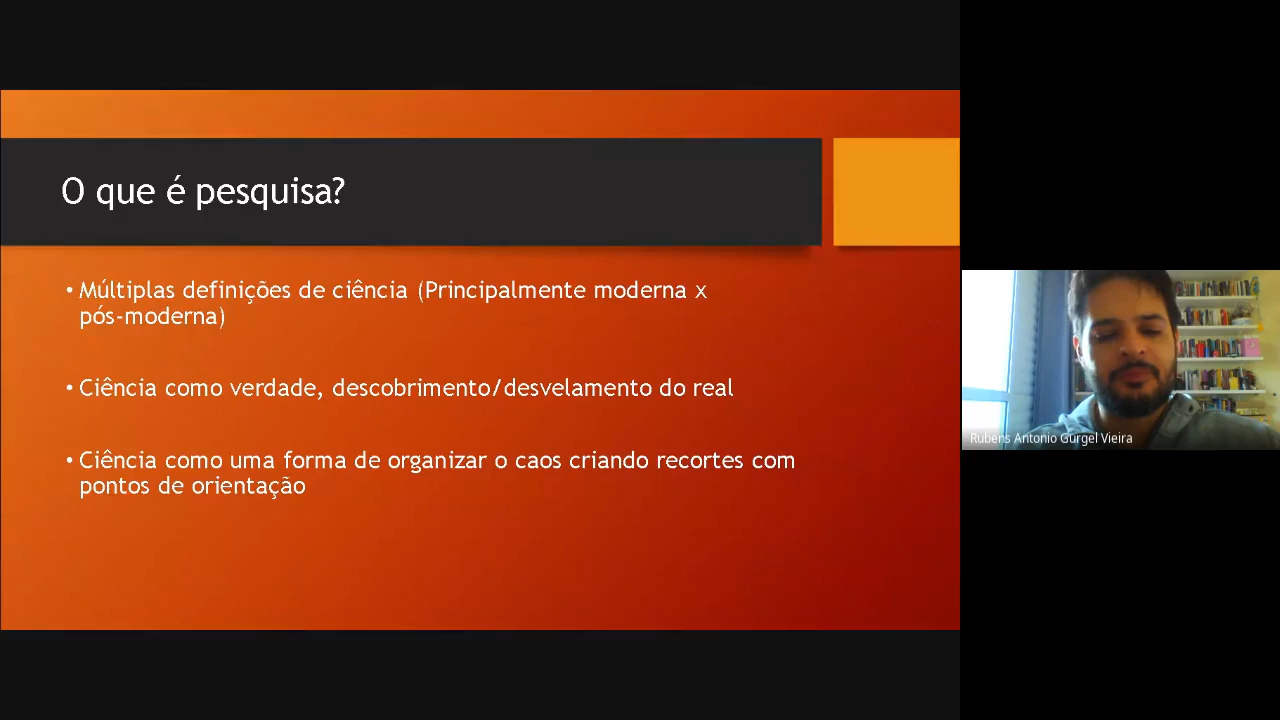 O que é pesquisa?
• Múltiplas definições de ciência (Principalmente moderna x
pós-moderna)
• Ciência como verdade, descobrimento/desvelamento do real
• Ciência como uma forma de organizar o caos criando recortes com
pontos de orientação
Rubens Antonio Gurgel Vieira